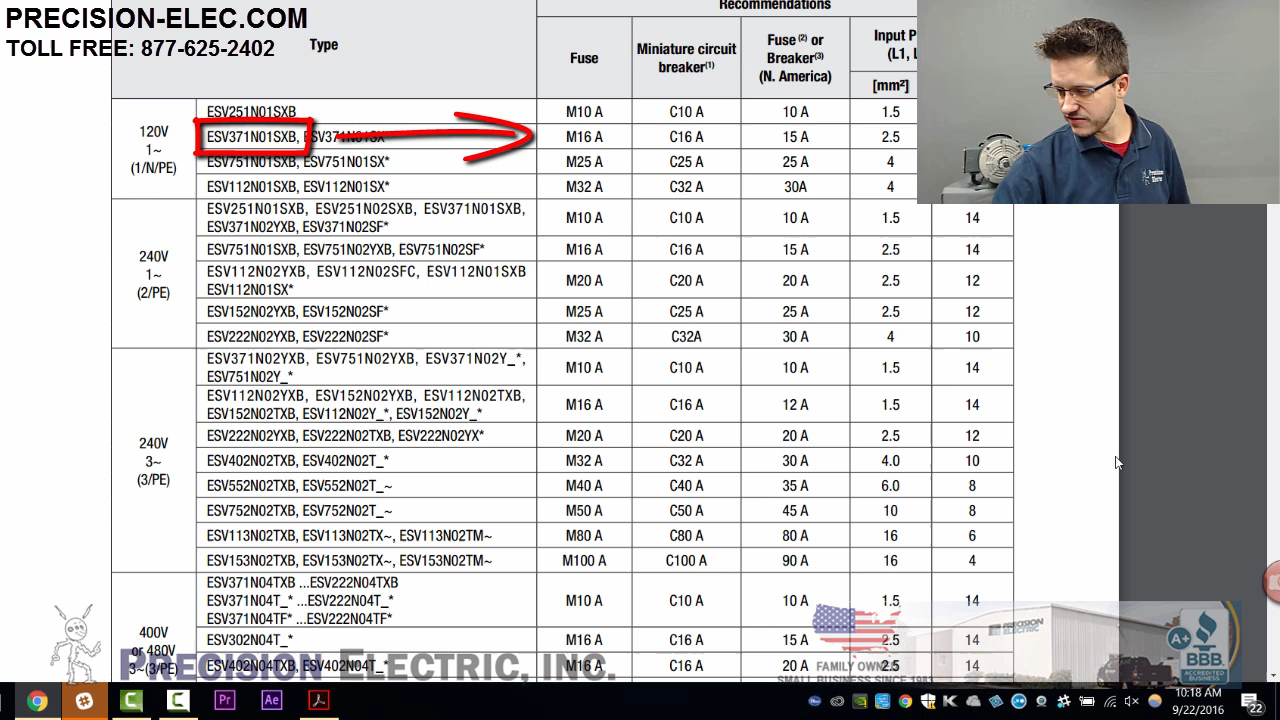 PRECISION-ELEC.COM
TOLL FREE: 877-625-2402
Recommendations
Type
Fuse
Miniature circuit
breaker(1)
Fuse (2) or
Breaker(3)
(N. America)
Input P
(L1, L
[mm²]
120V
1~
(1/N/PE)
ESV251N01SXB M10 A C10 A 10 A 1.5
ESV371N01SXB, ESV371N01SX* M16 A C16 A 15 A 2.5
ESV751N01SXB, ESV751N01SX* M25 A C25 A 25 A 4
ESV112N01SXB, ESV112N01SX* M32 A C32 A 30A 4
240V
1~
(2/PE)
ESV251N01SXB, ESV251N02SXB, ESV371N01SXB,
ESV371N02YXB, ESV371N02SF* M10 A C10 A 10 A 1.5 14
ESV751N01SXB, ESV751N02YXB, ESV751N02SF* M16 A C16 A 15 A 2.5 14
ESV112N02YXB, ESV112N02SFC, ESV112N01SXB
ESV112N01SX* M20 A C20 A 20 A 2.5 12
ESV152N02YXB, ESV152N02SF* M25 A C25 A 25 A 2.5 12
ESV222N02YXB, ESV222N02SF* M32 A C32A 30 A 4 10
240V
3~
(3/PE)
ESV371N02YXB, ESV751N02YXB, ESV371N02Y_*,
ESV751N02Y_* M10 A C10 A 10 A 1.5 14
ESV112N02YXB, ESV152N02YXB, ESV112N02TXB,
ESV152N02TXB, ESV112N02Y_*, ESV152N02Y_* M16 A C16 A 12 A 1.5 14
ESV222N02YXB, ESV222N02TXB, ESV222N02YX* M20 A C20 A 20 A 2.5 12
ESV402N02TXB, ESV402N02T_* M32 A C32 A 30 A 4.0 10
ESV552N02TXB, ESV552N02T_~ M40 A C40 A 35 A 6.0 8
ESV752N02TXB, ESV752N02T_~ M50 A C50 A 45 A 10 8
ESV113N02TXB, ESV113N02TX~, ESV113N02TM~ M80 A C80 A 80 A 16 6
ESV153N02TXB, ESV153N02TX~, ESV153N02TM~ M100 A C100 A 90 A 16 4
400V
or 480V
3~(3/PE)
ESV371N04TXB ...ESV222N04TXB
ESV371N04T_* ...ESV222N04T_* M10 A C10 A 10 A 1.5 14
ESV371N04TF* ...ESV222N04TF*
ESV302N04T_* M16 A C16 A 15 A 2.5 14
ESV402N04TXB, ESV402N04T_* M16 A C16 A 20 A 2.5 14
PRECISION ELECTRIC, INC.
FAMILY OWNED
SMALL BUSINESS SINCE 1983
PRECISION
ELECTRIC
A+
BBB.
ACCREDITED
BUSINESS
Precision
Electric
Pr
Ae
10:18 AM
9/22/2016
22